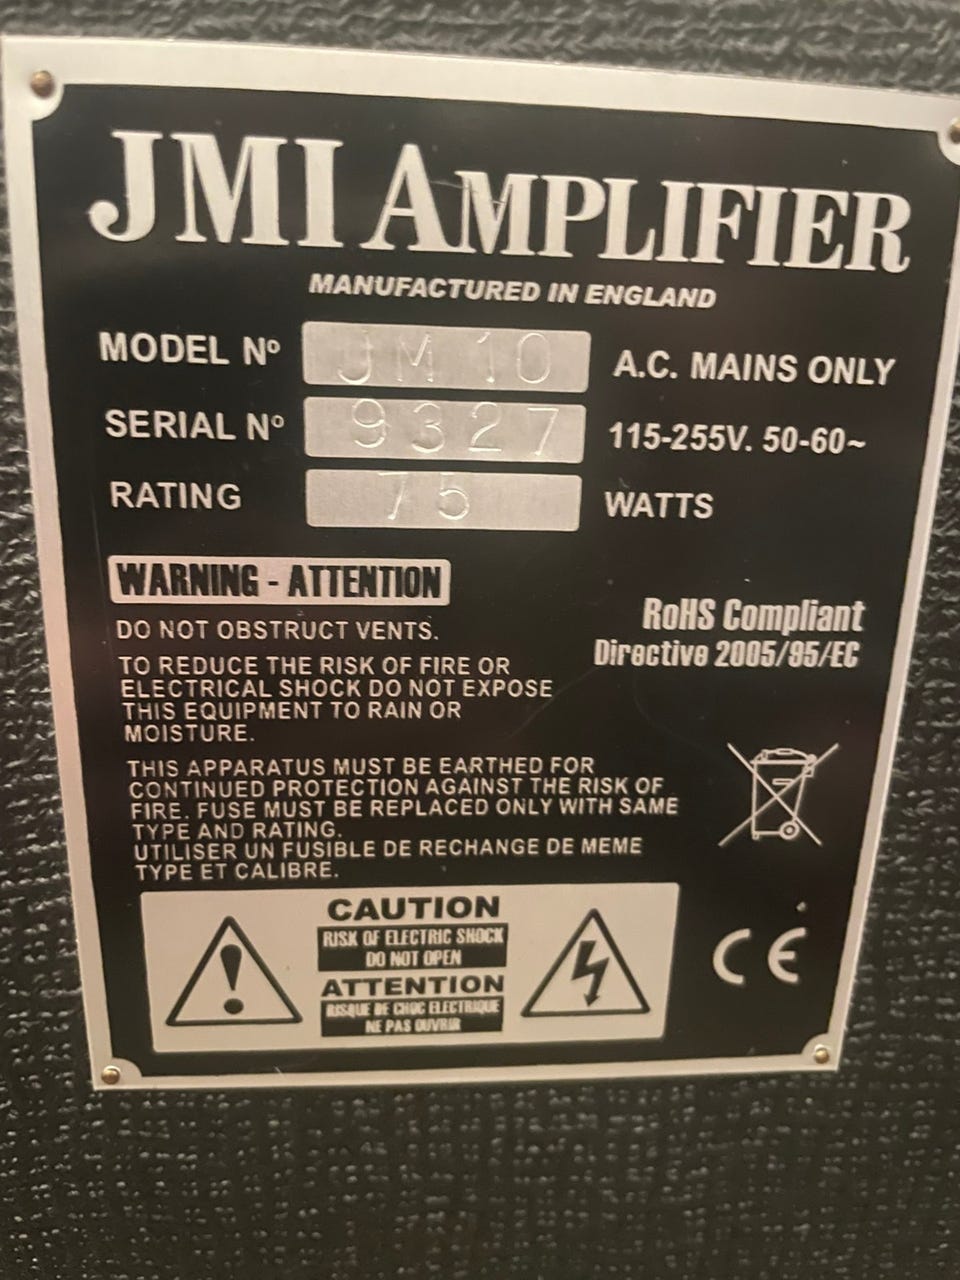 JMI AMPLIFIER
MANUFACTURED IN ENGLAND
MODEL Nº JM 10 A.C. MAINS ONLY
SERIAL Nº 9327 115-255V. 50-60~
RATING 75 WATTS
WARNING - ATTENTION
DO NOT OBSTRUCT VENTS.
RoHS Compliant
Directive 2005/95/EC
TO REDUCE THE RISK OF FIRE OR
ELECTRICAL SHOCK DO NOT EXPOSE
THIS EQUIPMENT TO RAIN OR
MOISTURE.
THIS APPARATUS MUST BE EARTHED FOR
CONTINUED PROTECTION AGAINST THE RISK OF
FIRE. FUSE MUST BE REPLACED ONLY WITH SAME
TYPE AND RATING.
UTILISER UN FUSIBLE DE RECHANGE DE MEME
TYPE ET CALIBRE.
CAUTION
RISK OF ELECTRIC SHOCK
DO NOT OPEN
ATTENTION
RISQUE DE CHOC ELECTRIQUE
NE PAS OUVRIR
CE